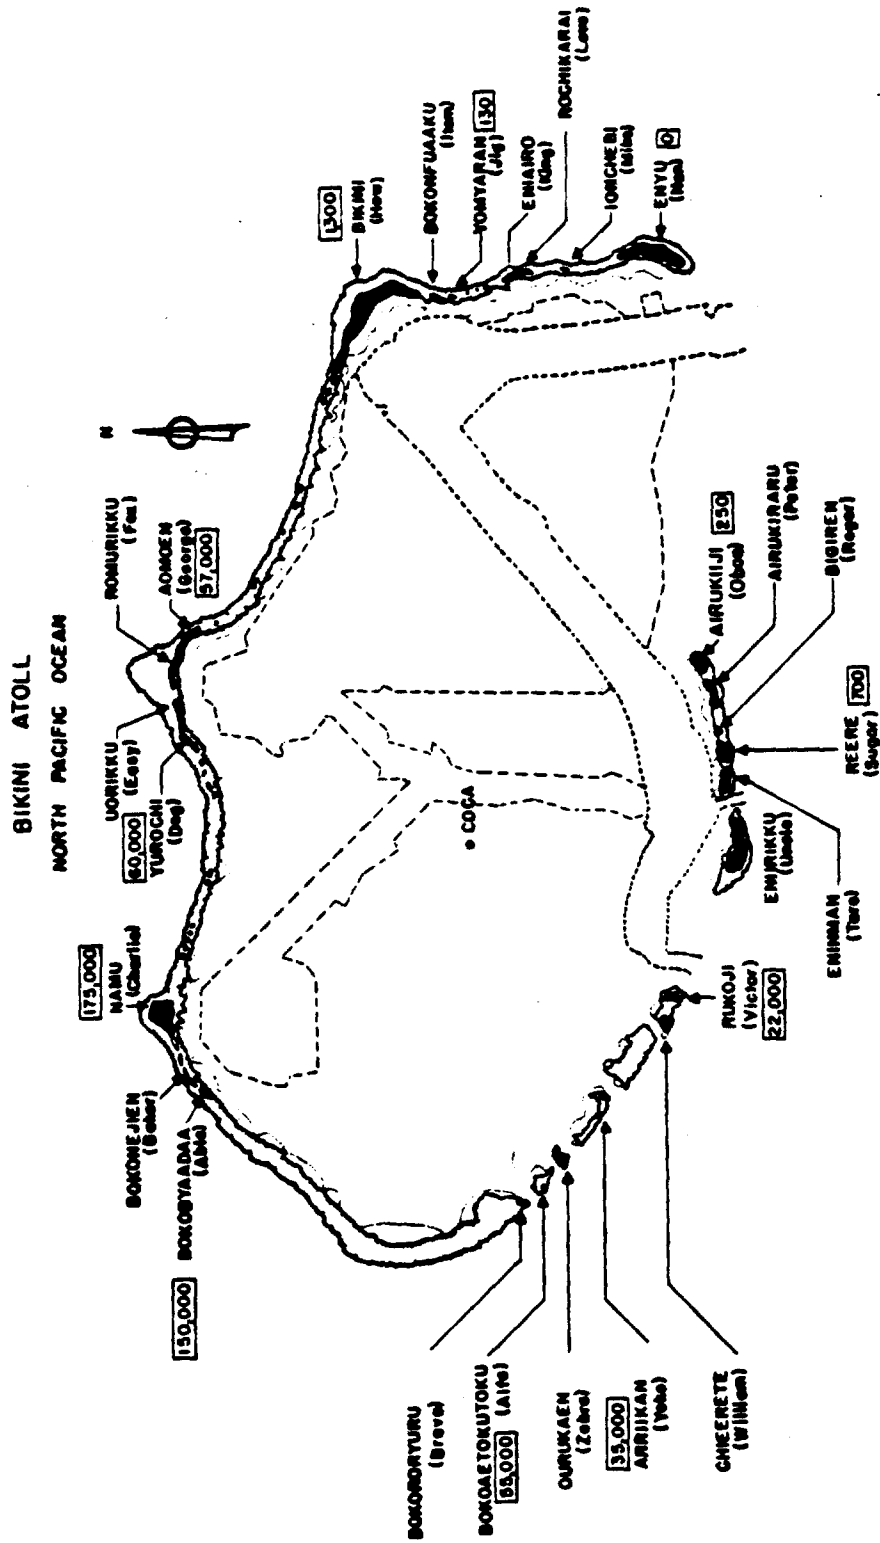 BIKINI ATOLL
NORTH PACIFIC OCEAN
N
175,000
NAMU
(Charlie)
60,000
YUROCHI
(Dog)
UORIKKU
(Easy)
ROMURIKKU
(Fox)
AOMOEN
(George)
57,000
1300
BIKINI
(How)
BOKONFUAAKU
(Item)
YOMYARAN 130
(Jig)
ENIAIRO
(King)
ROCHIKARAI
(Love)
IONCHEBI
(Mike)
ENYU 0
(Nan)
BOKONEJIEN
(Baker)
150,000 BOKOBYAADAA
(Able)
COCA
AIRUKIIJI 250
(Oboe)
AIRUKIRARU
(Peter)
BIGIREN
(Roger)
REERE 700
(Sugar)
ENIRIKKU
(Uncle)
ENINMAN
(Tare)
RUKOJI
(Victor)
22,000
BOKORORYURU
(Bravo)
BOKOAETOKUTOKU
55,000 (Alfa)
OURUKAEN
(Zebra)
35,000
ARRIIKAN
(Yoke)
CHIEERETE
(William)